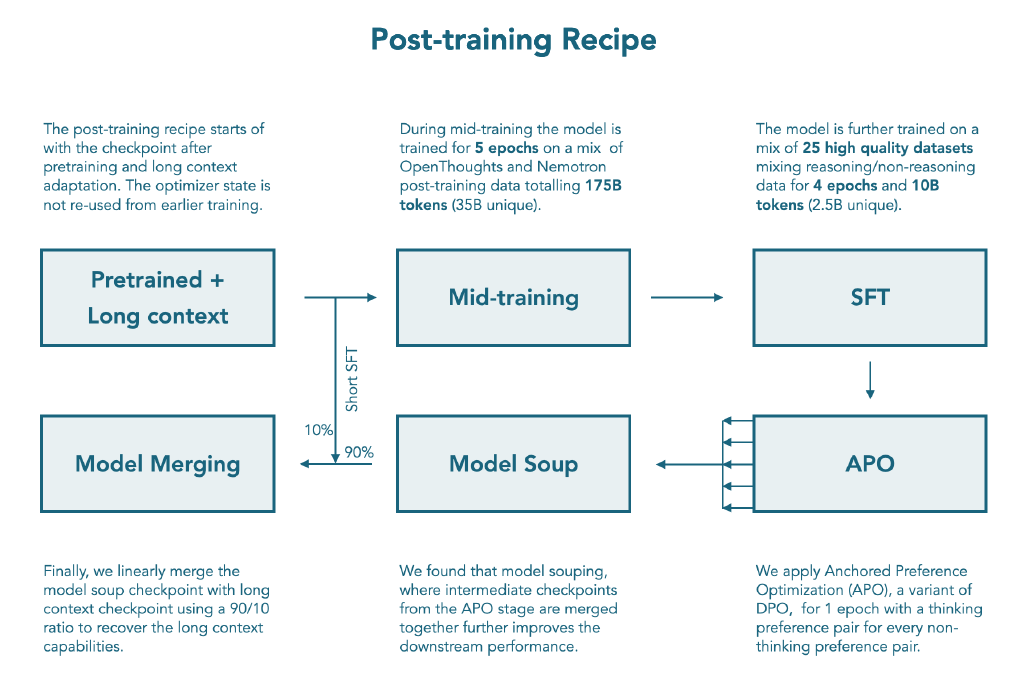 Post-training Recipe
The post-training recipe starts of
with the checkpoint after
pretraining and long context
adaptation. The optimizer state is
not re-used from earlier training.
During mid-training the model is
trained for 5 epochs on a mix of
OpenThoughts and Nemotron
post-training data totalling 175B
tokens (35B unique).
The model is further trained on a
mix of 25 high quality datasets
mixing reasoning/non-reasoning
data for 4 epochs and 10B
tokens (2.5B unique).
Pretrained +
Long context
Mid-training
SFT
Short SFT
10%
90%
Model Merging
Model Soup
APO
Finally, we linearly merge the
model soup checkpoint with long
context checkpoint using a 90/10
ratio to recover the long context
capabilities.
We found that model souping,
where intermediate checkpoints
from the APO stage are merged
together further improves the
downstream performance.
We apply Anchored Preference
Optimization (APO), a variant of
DPO, for 1 epoch with a thinking
preference pair for every non-
thinking preference pair.